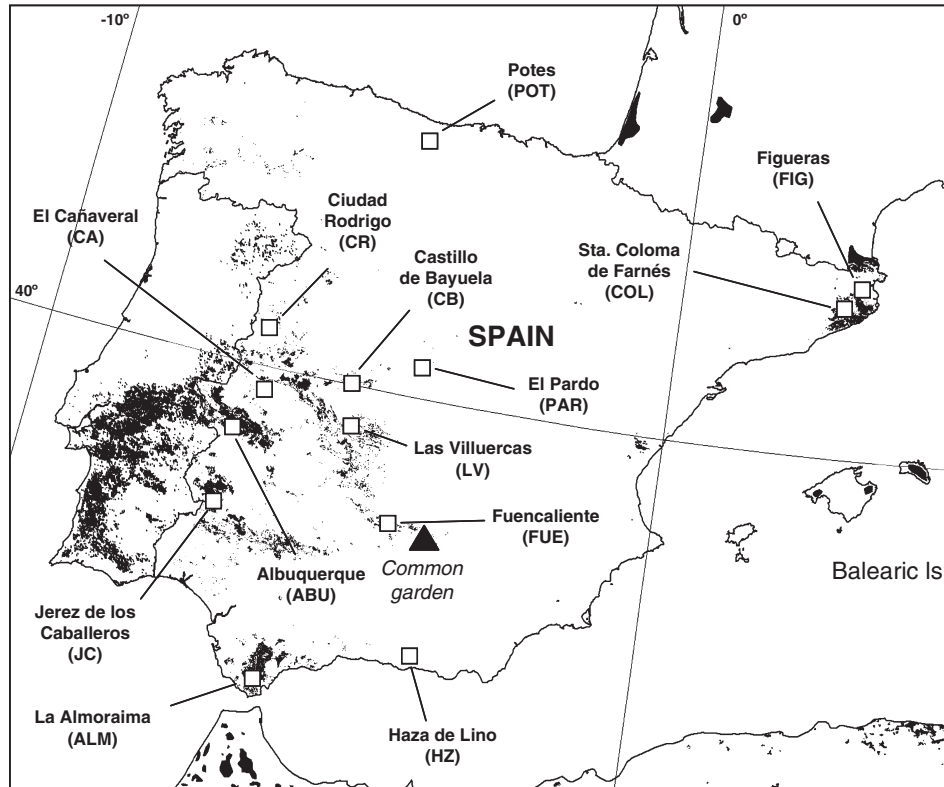 -10º
0º
Potes
(POT)
Figueras
(FIG)
Ciudad
Rodrigo
(CR)
El Cañaveral
(CA)
Castillo
de Bayuela
(CB)
Sta. Coloma
de Farnés
(COL)
40º
SPAIN
El Pardo
(PAR)
Las Villuercas
(LV)
Fuencaliente
(FUE)
Common
garden
Albuquerque
(ABU)
Balearic Is
Jerez de los
Caballeros
(JC)
La Almoraima
(ALM)
Haza de Lino
(HZ)